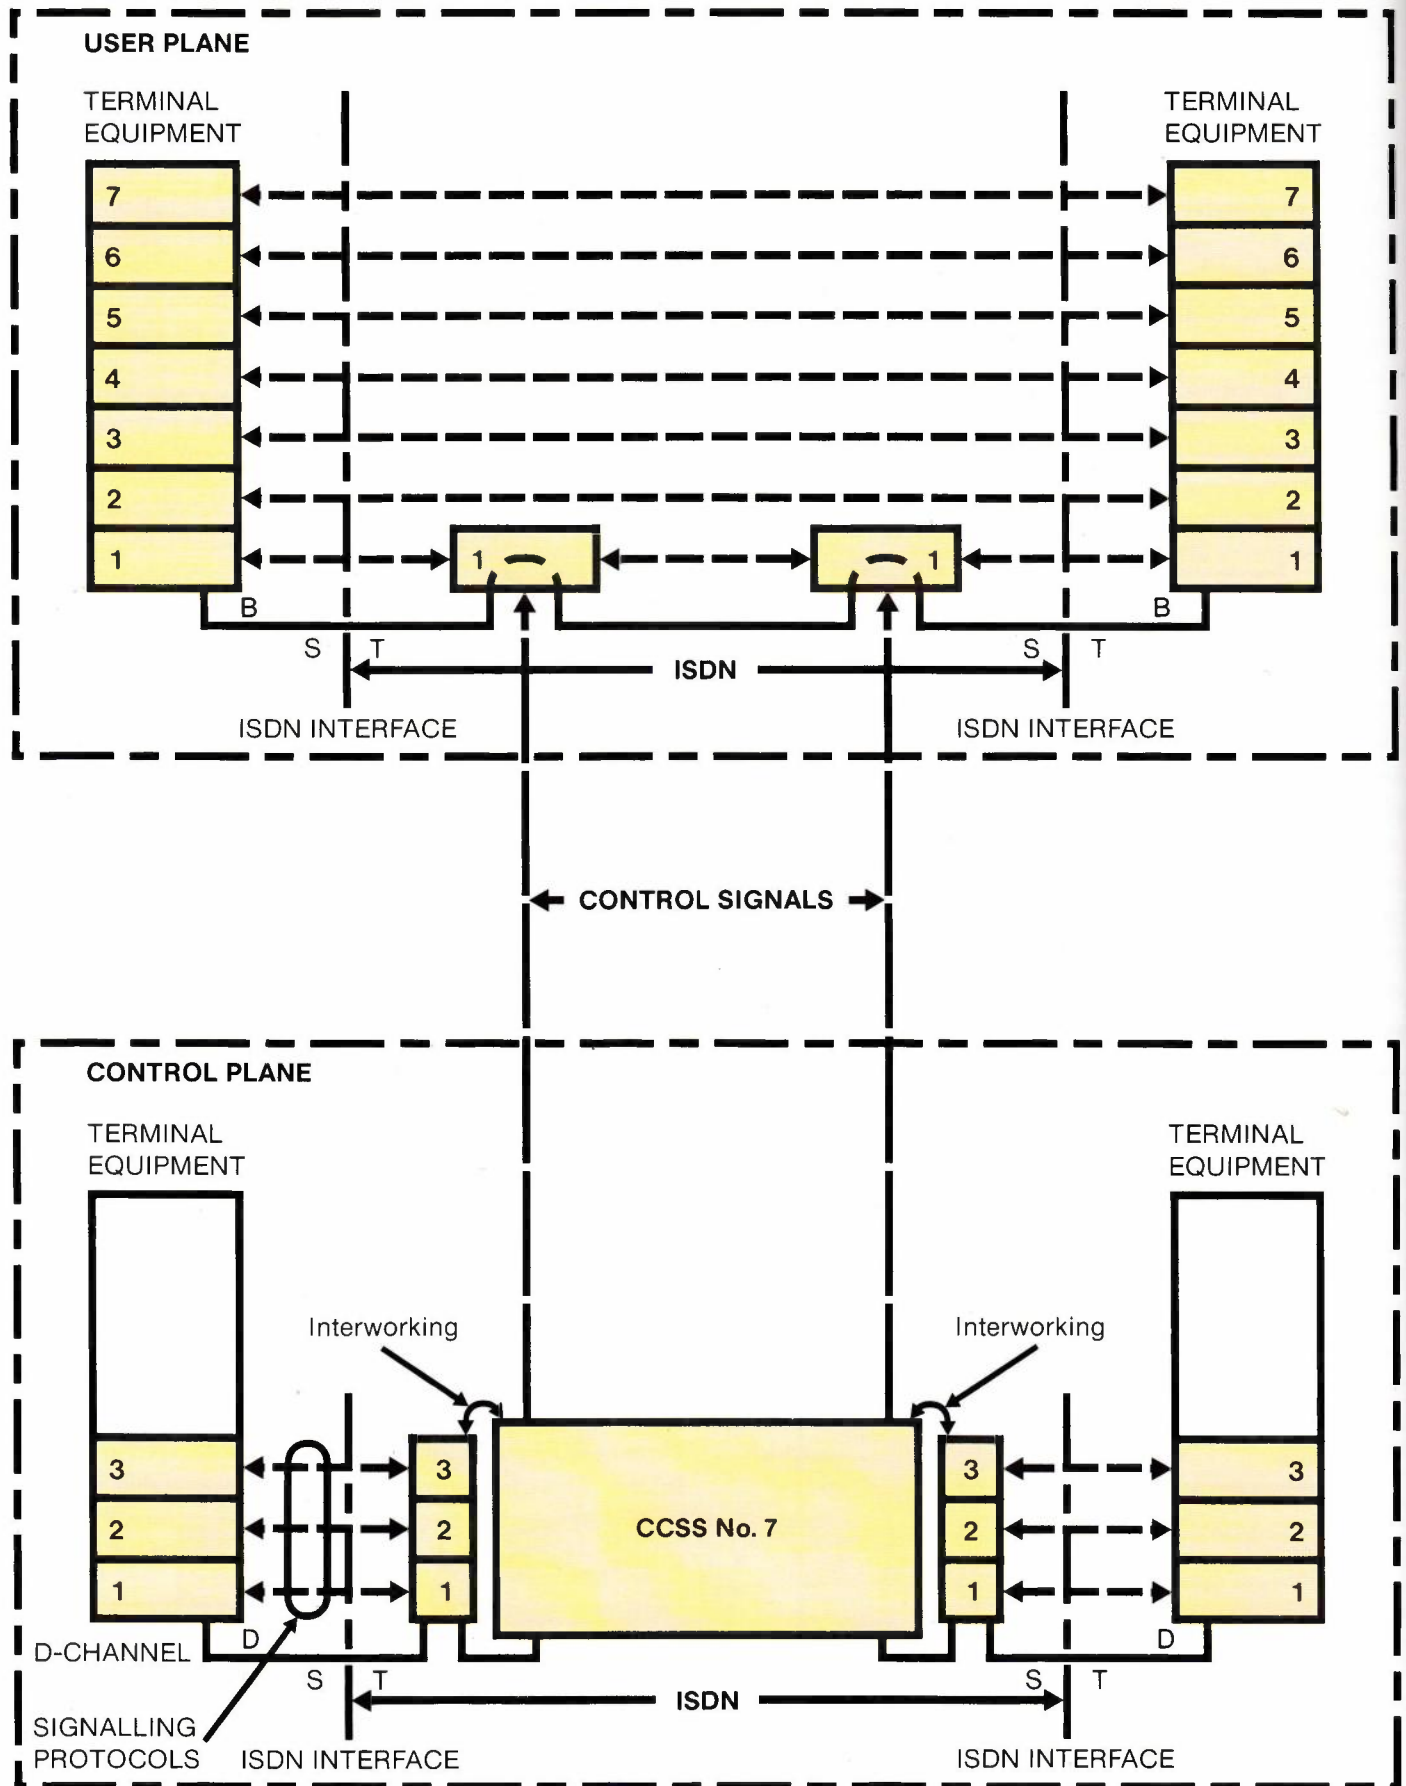 USER PLANE
TERMINAL
EQUIPMENT
TERMINAL
EQUIPMENT
7
7
6
6
5
5
4
4
3
3
2
2
1
1
1
1
B
B
S
T
S
T
ISDN
ISDN INTERFACE
ISDN INTERFACE
CONTROL SIGNALS
CONTROL PLANE
TERMINAL
EQUIPMENT
TERMINAL
EQUIPMENT
Interworking
Interworking
3
3
3
3
2
2
CCSS No. 7
2
2
1
1
1
1
D-CHANNEL
D
D
S
T
S
T
ISDN
SIGNALLING
PROTOCOLS
ISDN INTERFACE
ISDN INTERFACE